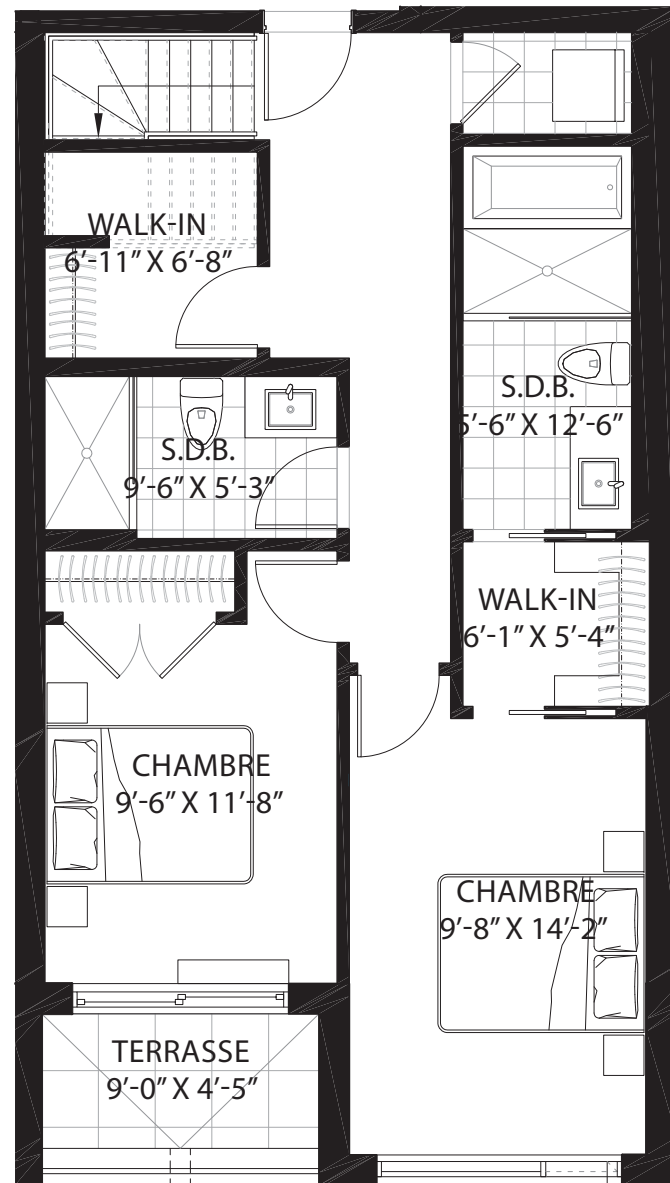 WALK-IN
6'-11" X 6'-8"
S.D.B.
5'-6" X 12'-6"
S.D.B.
9'-6" X 5'-3"
WALK-IN
6'-1" X 5'-4"
CHAMBRE
9'-6" X 11'-8"
CHAMBRE
9'-8" X 14'-2"
TERRASSE
9'-0" X 4'-5"